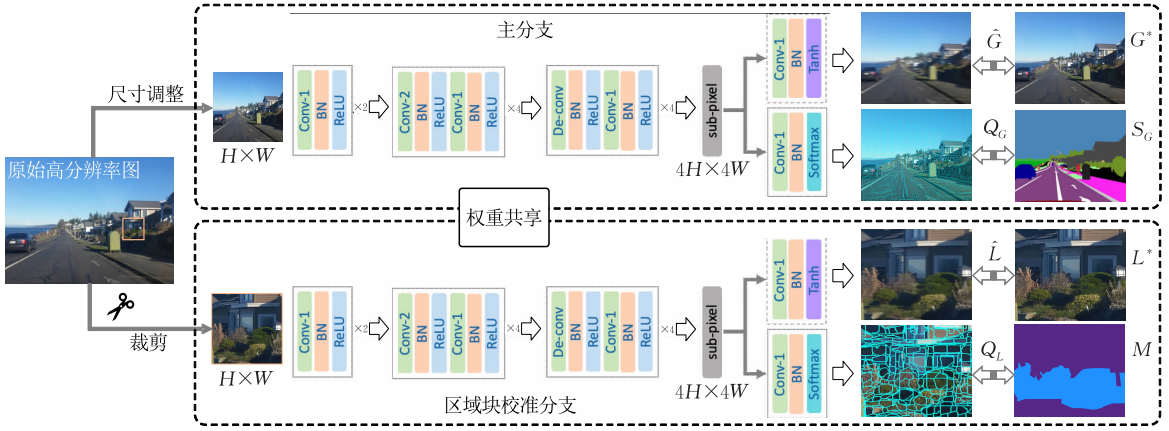 主分支
尺寸调整
H×W
Conv-1
BN
ReLU
×2
Conv-2
BN
ReLU
Conv-1
BN
ReLU
×4
De-conv
BN
ReLU
Conv-1
BN
ReLU
×4
sub-pixel
4H×4W
Conv-1
BN
Tanh
Conv-1
BN
Softmax
Ĝ
G*
Q_G
S_G
原始高分辨率图
权重共享
裁剪
H×W
Conv-1
BN
ReLU
×2
Conv-2
BN
ReLU
Conv-1
BN
ReLU
×4
De-conv
BN
ReLU
Conv-1
BN
ReLU
×4
sub-pixel
4H×4W
Conv-1
BN
Tanh
Conv-1
BN
Softmax
L̂
L*
Q_L
M
区域块校准分支